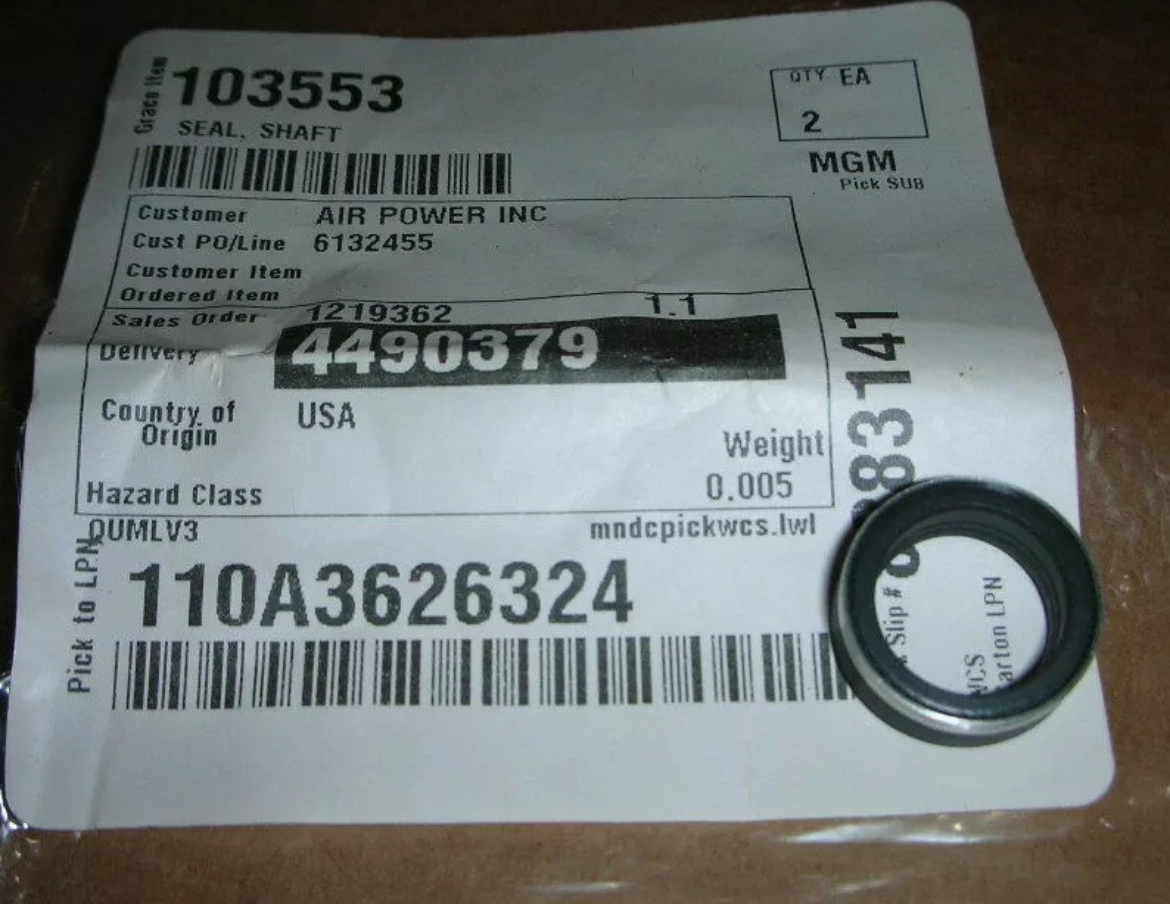 Graco Item
103553
SEAL, SHAFT
QTY EA
2
MGM
Pick SUB
Customer AIR POWER INC
Cust PO/Line 6132455
Customer Item
Ordered Item
Sales Order 1219362 1.1
Delivery 4490379
Country of Origin USA
Weight
0.005
Hazard Class
QUMLV3 mndcpickwcs.lwl
Pick to LPN
110A3626324
83141
Slip #
WCS
arton LPN